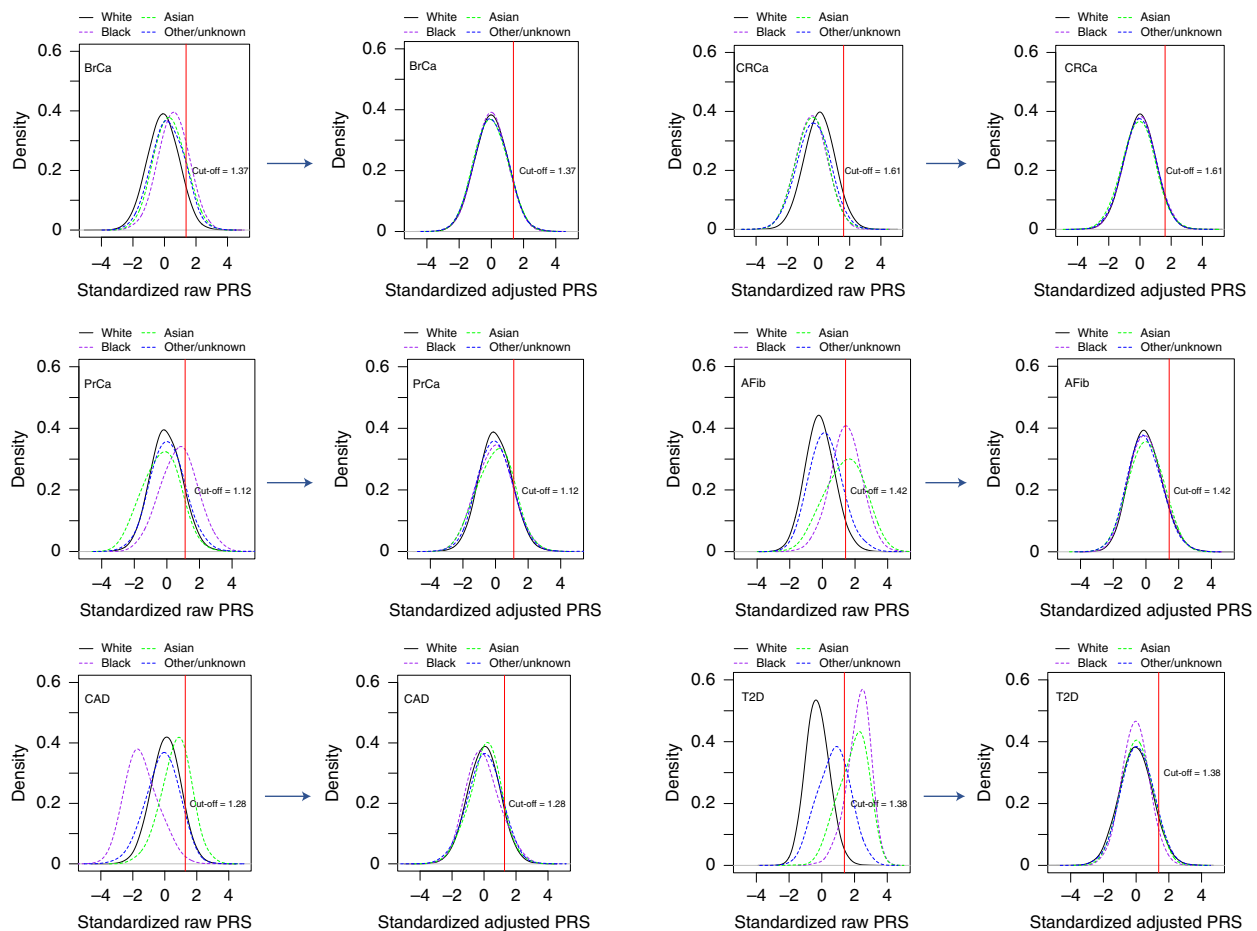 White Asian
Black Other/unknown
0.6
0.4
0.2
0
Density
BrCa
Cut-off = 1.37
−4 −2 0 2 4
Standardized raw PRS
White Asian
Black Other/unknown
0.6
0.4
0.2
0
Density
BrCa
Cut-off = 1.37
−4 −2 0 2 4
Standardized adjusted PRS
White Asian
Black Other/unknown
0.6
0.4
0.2
0
Density
CRCa
Cut-off = 1.61
−4 −2 0 2 4
Standardized raw PRS
White Asian
Black Other/unknown
0.6
0.4
0.2
0
Density
CRCa
Cut-off = 1.61
−4 −2 0 2 4
Standardized adjusted PRS
White Asian
Black Other/unknown
0.6
0.4
0.2
0
Density
PrCa
Cut-off = 1.12
−4 −2 0 2 4
Standardized raw PRS
White Asian
Black Other/unknown
0.6
0.4
0.2
0
Density
PrCa
Cut-off = 1.12
−4 −2 0 2 4
Standardized adjusted PRS
White Asian
Black Other/unknown
0.6
0.4
0.2
0
Density
AFib
Cut-off = 1.42
−4 −2 0 2 4
Standardized raw PRS
White Asian
Black Other/unknown
0.6
0.4
0.2
0
Density
AFib
Cut-off = 1.42
−4 −2 0 2 4
Standardized adjusted PRS
White Asian
Black Other/unknown
0.6
0.4
0.2
0
Density
CAD
Cut-off = 1.28
−4 −2 0 2 4
Standardized raw PRS
White Asian
Black Other/unknown
0.6
0.4
0.2
0
Density
CAD
Cut-off = 1.28
−4 −2 0 2 4
Standardized adjusted PRS
White Asian
Black Other/unknown
0.6
0.4
0.2
0
Density
T2D
Cut-off = 1.38
−4 −2 0 2 4
Standardized raw PRS
White Asian
Black Other/unknown
0.6
0.4
0.2
0
Density
T2D
Cut-off = 1.38
−4 −2 0 2 4
Standardized adjusted PRS